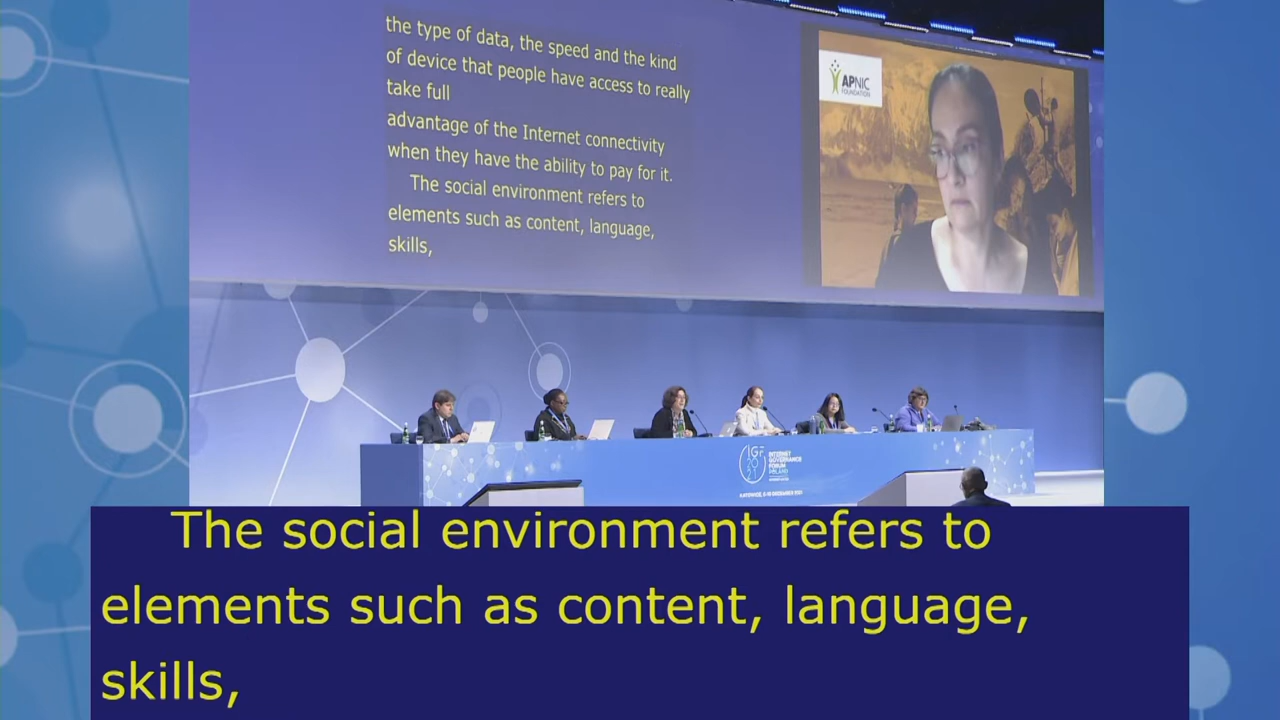 the type of data, the speed and the kind
of device that people have access to really
take full
advantage of the Internet connectivity
when they have the ability to pay for it.
The social environment refers to
elements such as content, language,
skills,
APNIC
FOUNDATION
IGF
20
21
INTERNET
GOVERNANCE
FORUM
POLAND
The social environment refers to
elements such as content, language,
skills,